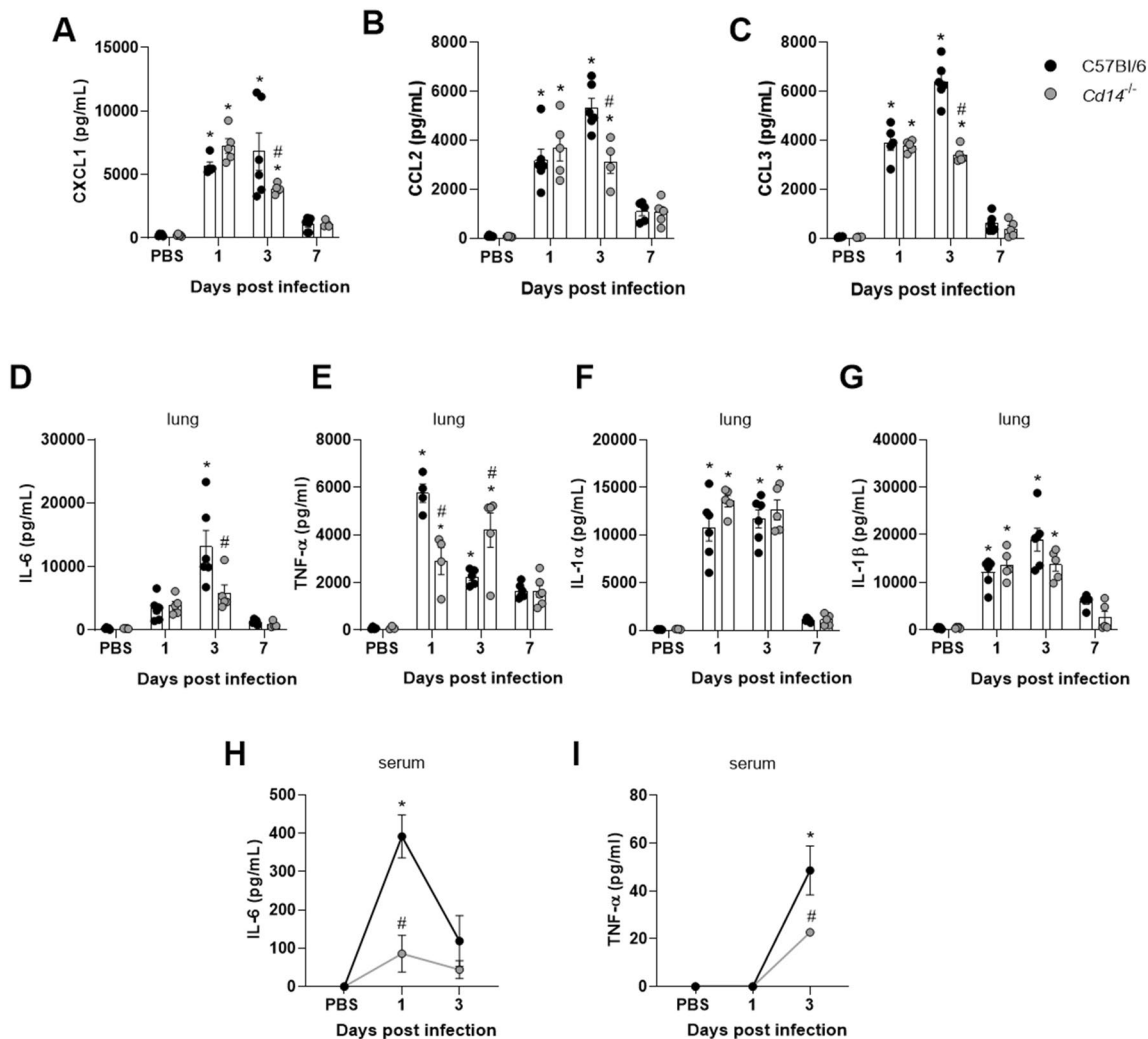 A
CXCL1 (pg/mL)
15000
10000
5000
0
*
*
*
#
*
PBS 1 3 7
Days post infection
B
CCL2 (pg/mL)
8000
6000
4000
2000
0
*
*
*
#
*
PBS 1 3 7
Days post infection
C
CCL3 (pg/mL)
8000
6000
4000
2000
0
*
*
*
#
*
PBS 1 3 7
Days post infection
C57Bl/6
Cd14-/-
D
lung
IL-6 (pg/mL)
30000
20000
10000
0
*
#
PBS 1 3 7
Days post infection
E
lung
TNF-α (pg/ml)
8000
6000
4000
2000
0
*
#
*
*
#
*
PBS 1 3 7
Days post infection
F
lung
IL-1α (pg/mL)
20000
15000
10000
5000
0
*
*
*
*
PBS 1 3 7
Days post infection
G
lung
IL-1β (pg/mL)
40000
30000
20000
10000
0
*
*
*
*
PBS 1 3 7
Days post infection
H
serum
IL-6 (pg/mL)
500
400
300
200
100
0
*
#
PBS 1 3
Days post infection
I
serum
TNF-α (pg/ml)
80
60
40
20
0
*
#
PBS 1 3
Days post infection